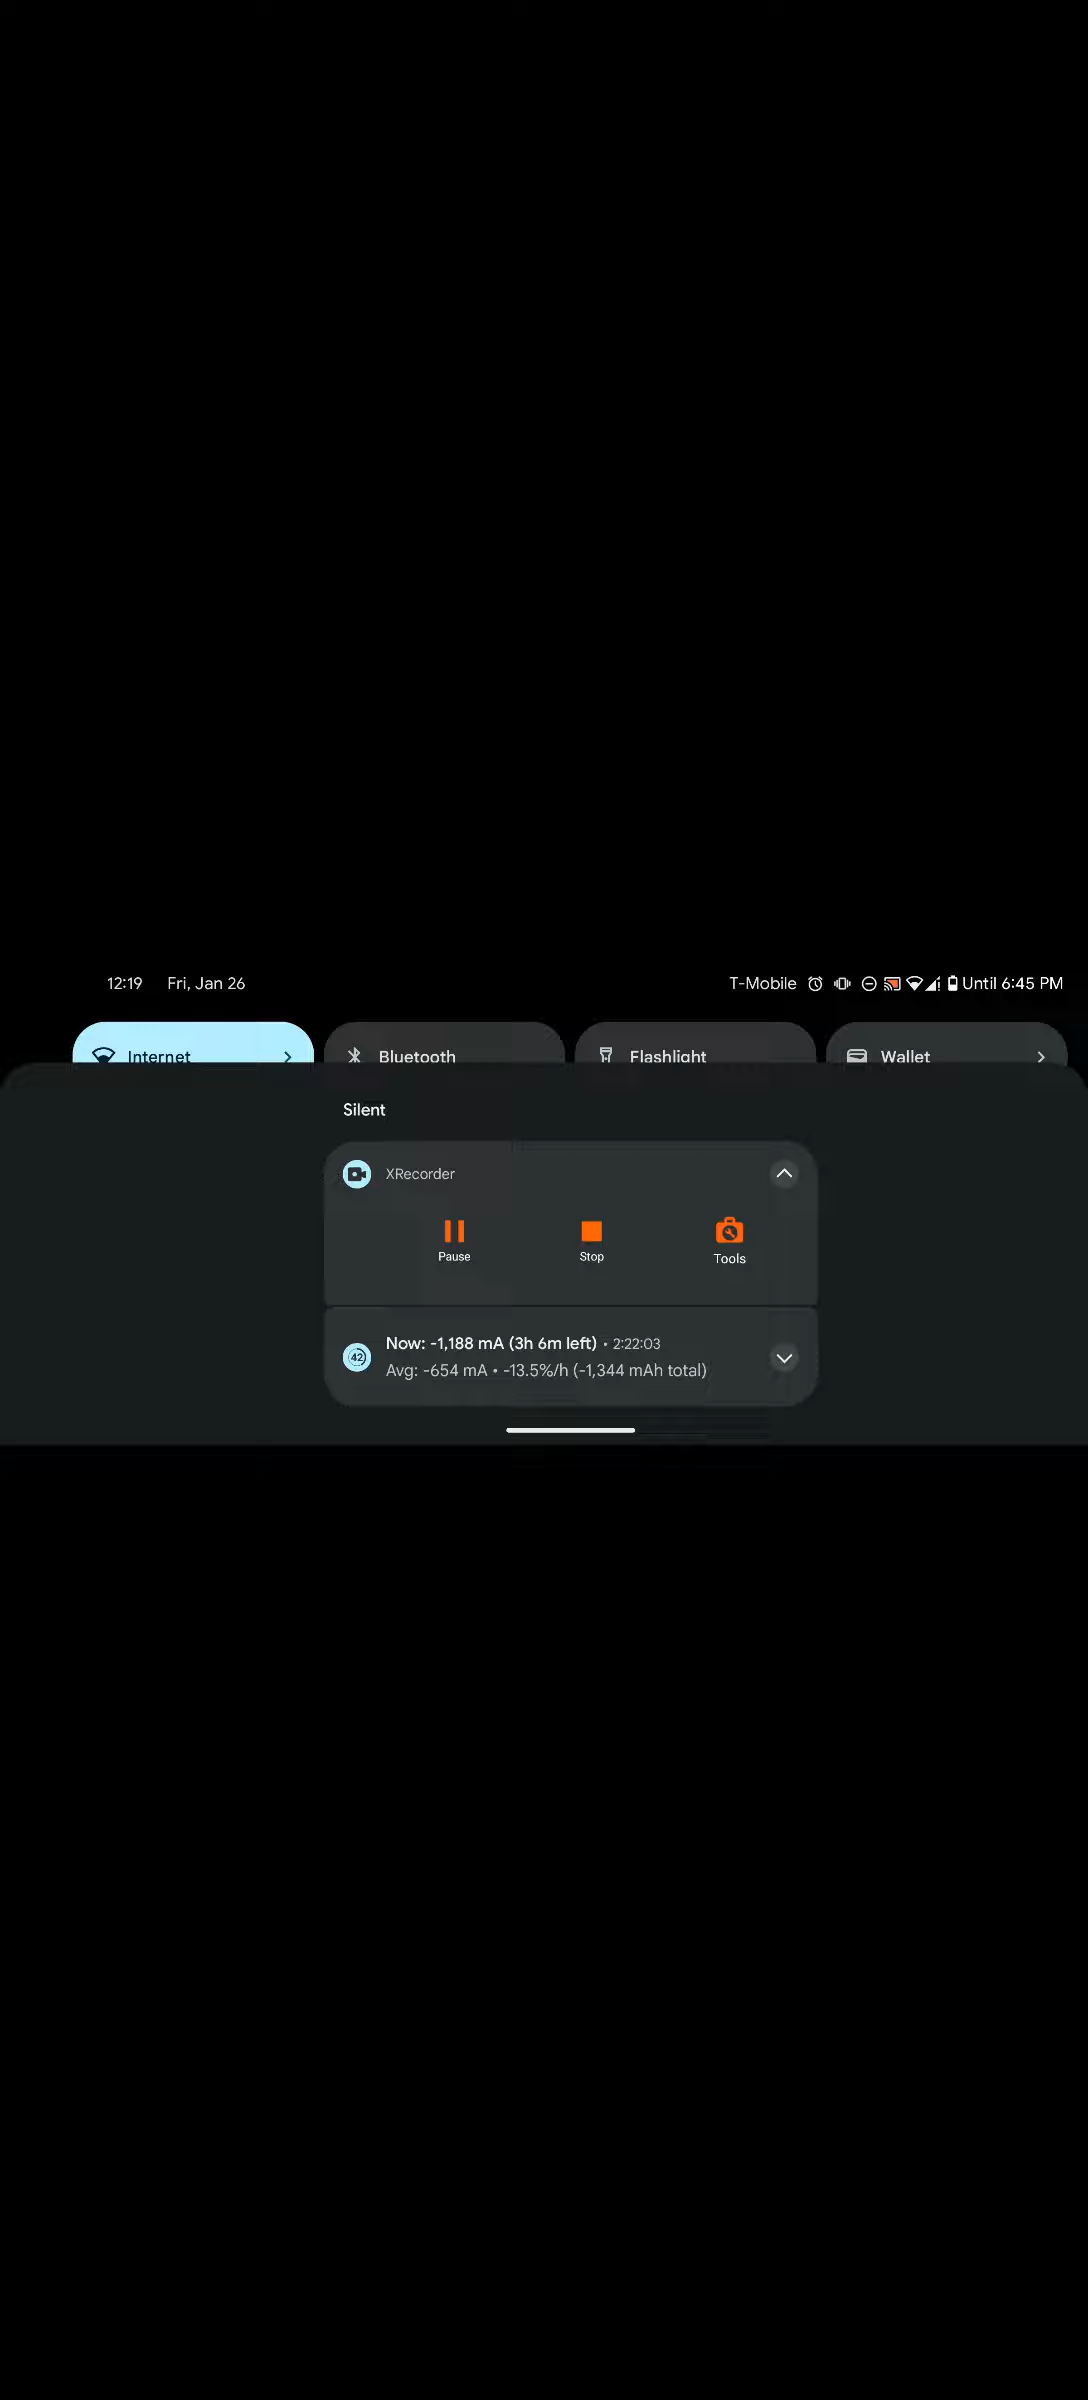 12:19 Fri, Jan 26 T-Mobile Until 6:45 PM
Internet Bluetooth Flashlight Wallet
Silent
XRecorder
Pause Stop Tools
Now: -1,188 mA (3h 6m left) • 2:22:03
42
Avg: -654 mA • -13.5%/h (-1,344 mAh total)